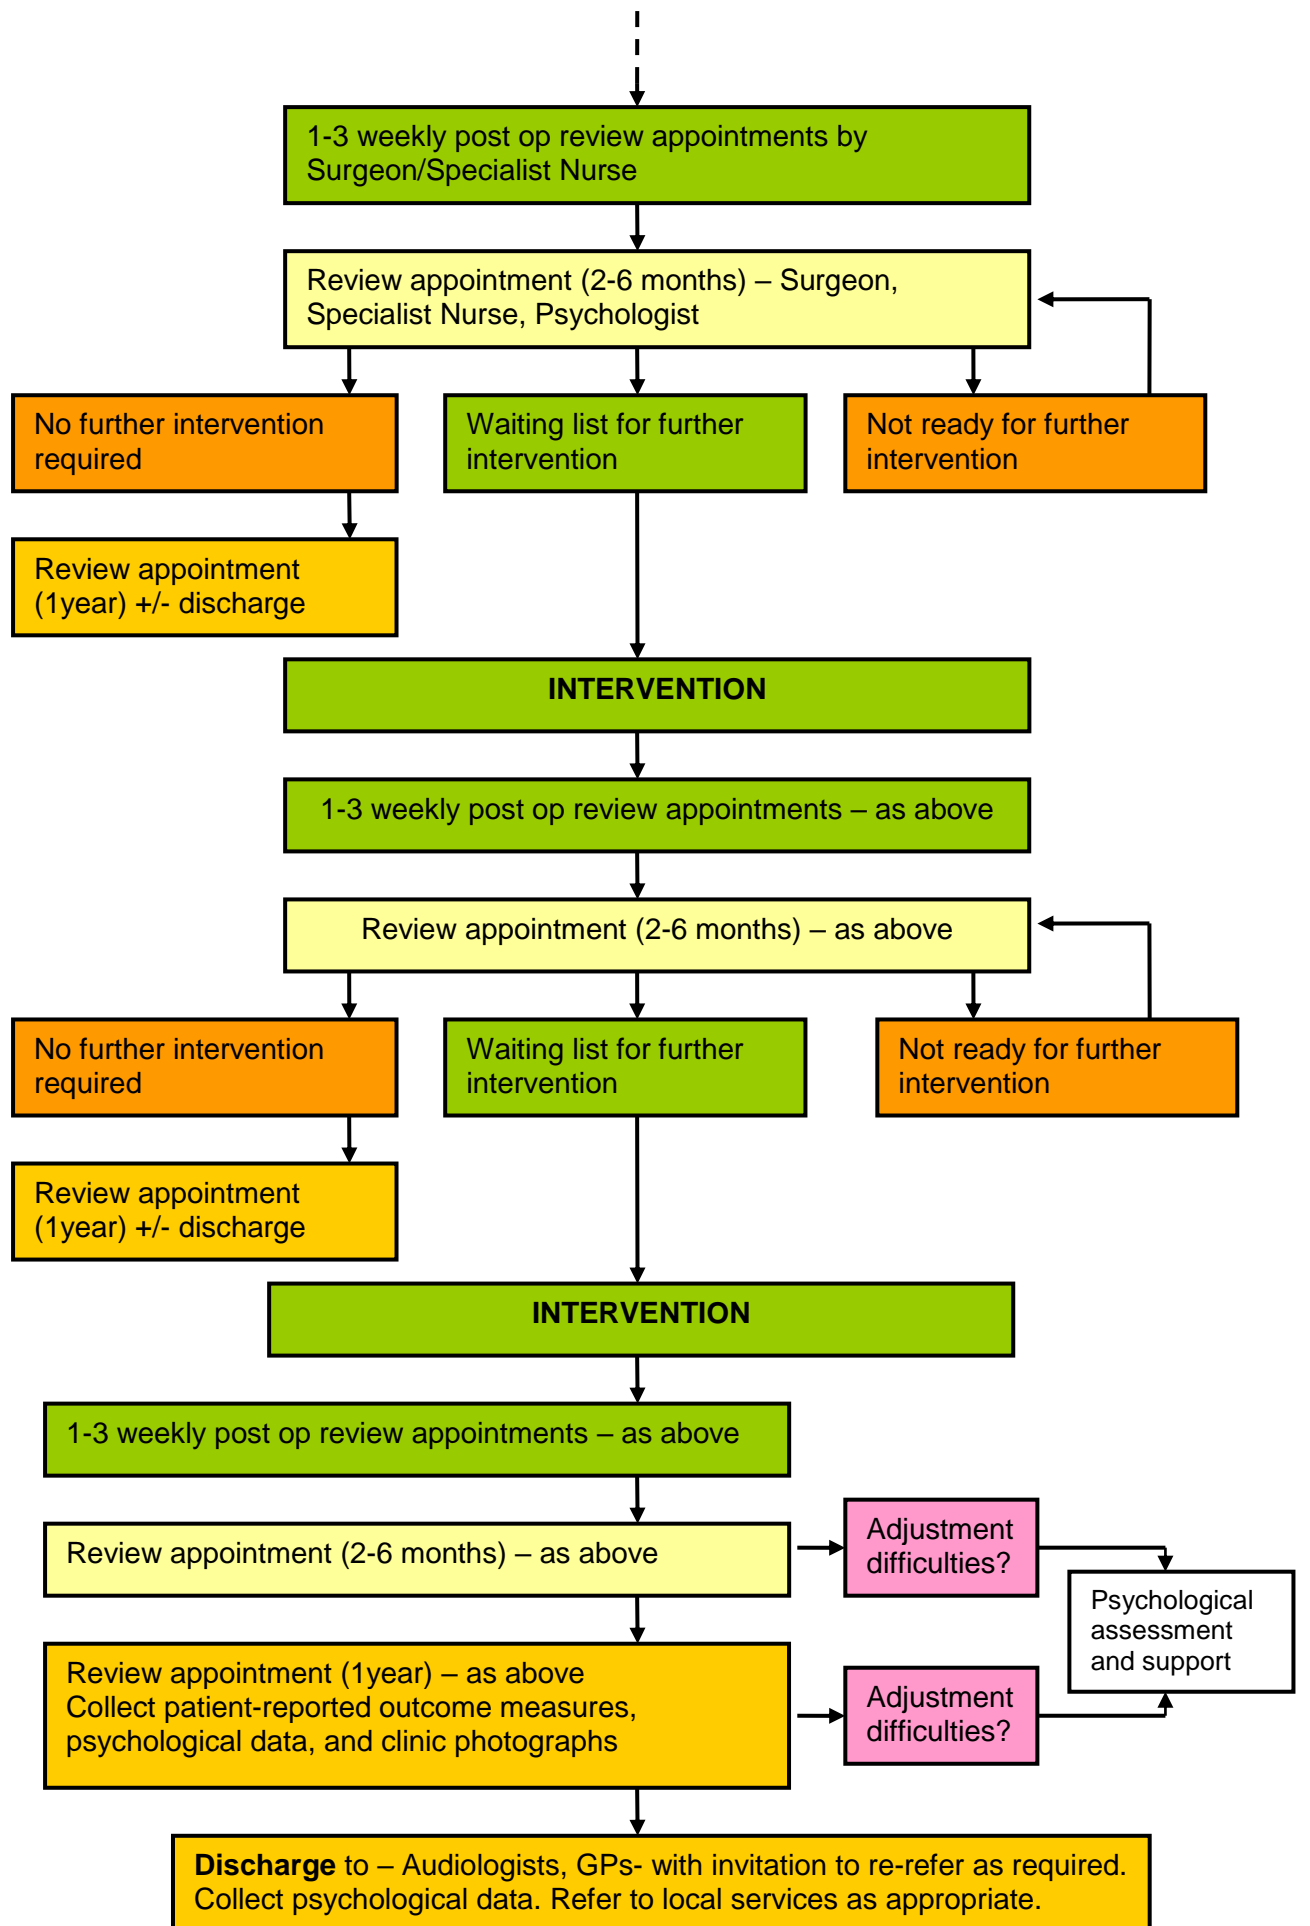 1-3 weekly post op review appointments by
Surgeon/Specialist Nurse
Review appointment (2-6 months) – Surgeon,
Specialist Nurse, Psychologist
No further intervention
required
Waiting list for further
intervention
Not ready for further
intervention
Review appointment
(1year) +/- discharge
INTERVENTION
1-3 weekly post op review appointments – as above
Review appointment (2-6 months) – as above
No further intervention
required
Waiting list for further
intervention
Not ready for further
intervention
Review appointment
(1year) +/- discharge
INTERVENTION
1-3 weekly post op review appointments – as above
Review appointment (2-6 months) – as above
Adjustment
difficulties?
Psychological
assessment
and support
Review appointment (1year) – as above
Collect patient-reported outcome measures,
psychological data, and clinic photographs
Adjustment
difficulties?
Discharge to – Audiologists, GPs- with invitation to re-refer as required.
Collect psychological data. Refer to local services as appropriate.